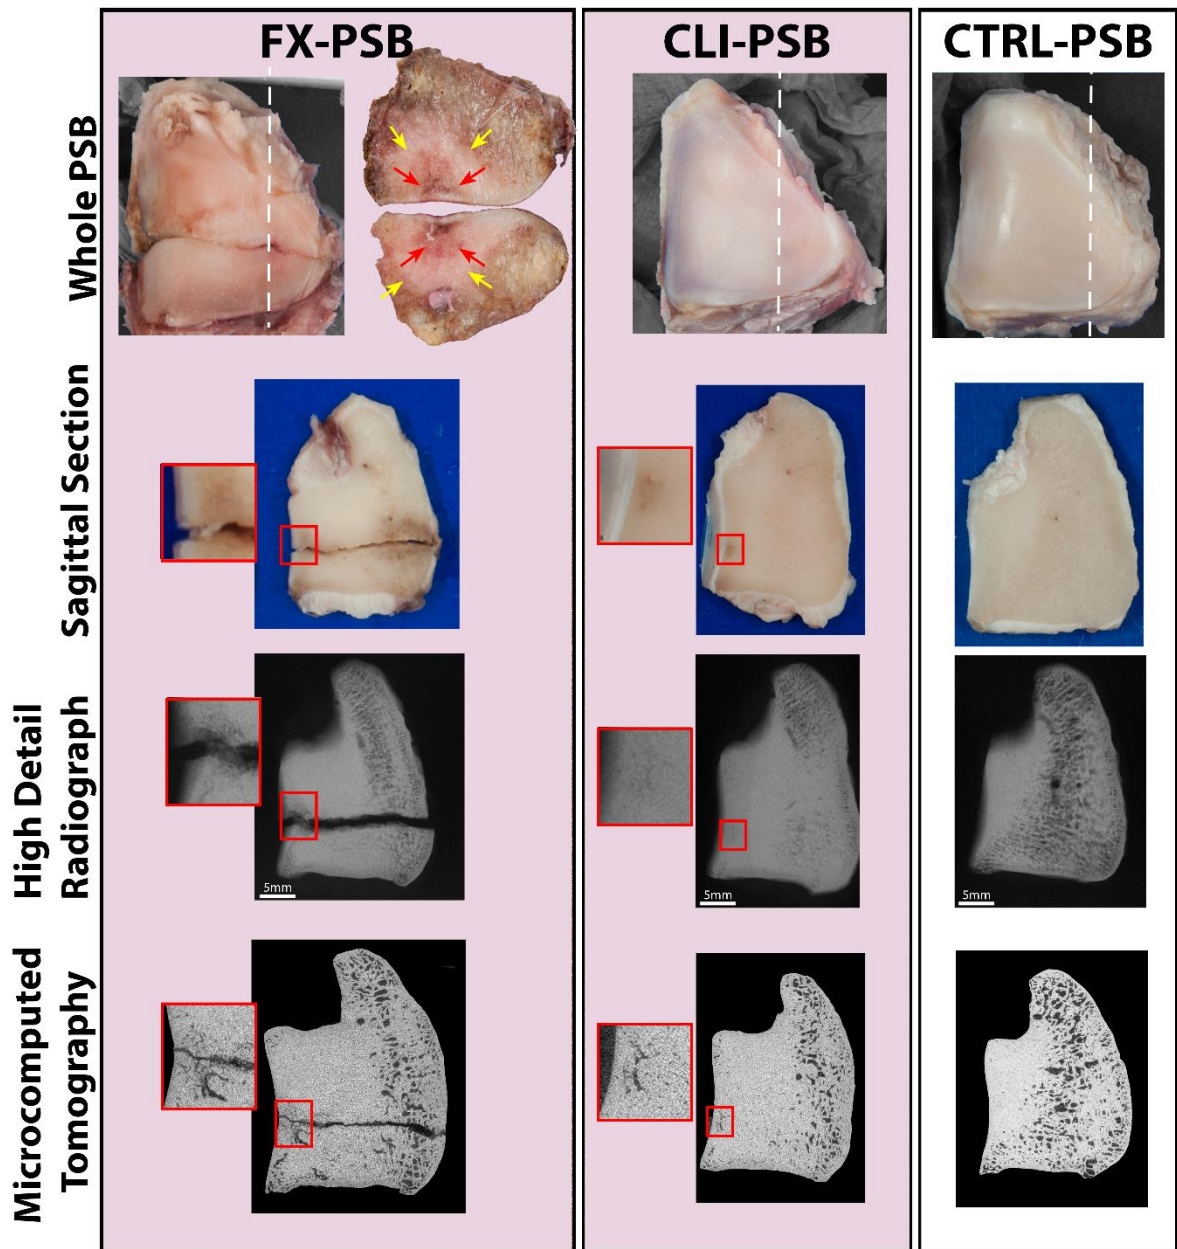 FX-PSB
CLI-PSB
CTRL-PSB
Whole PSB
Sagittal Section
High Detail
Radiograph
5mm
5mm
5mm
Microcomputed
Tomography